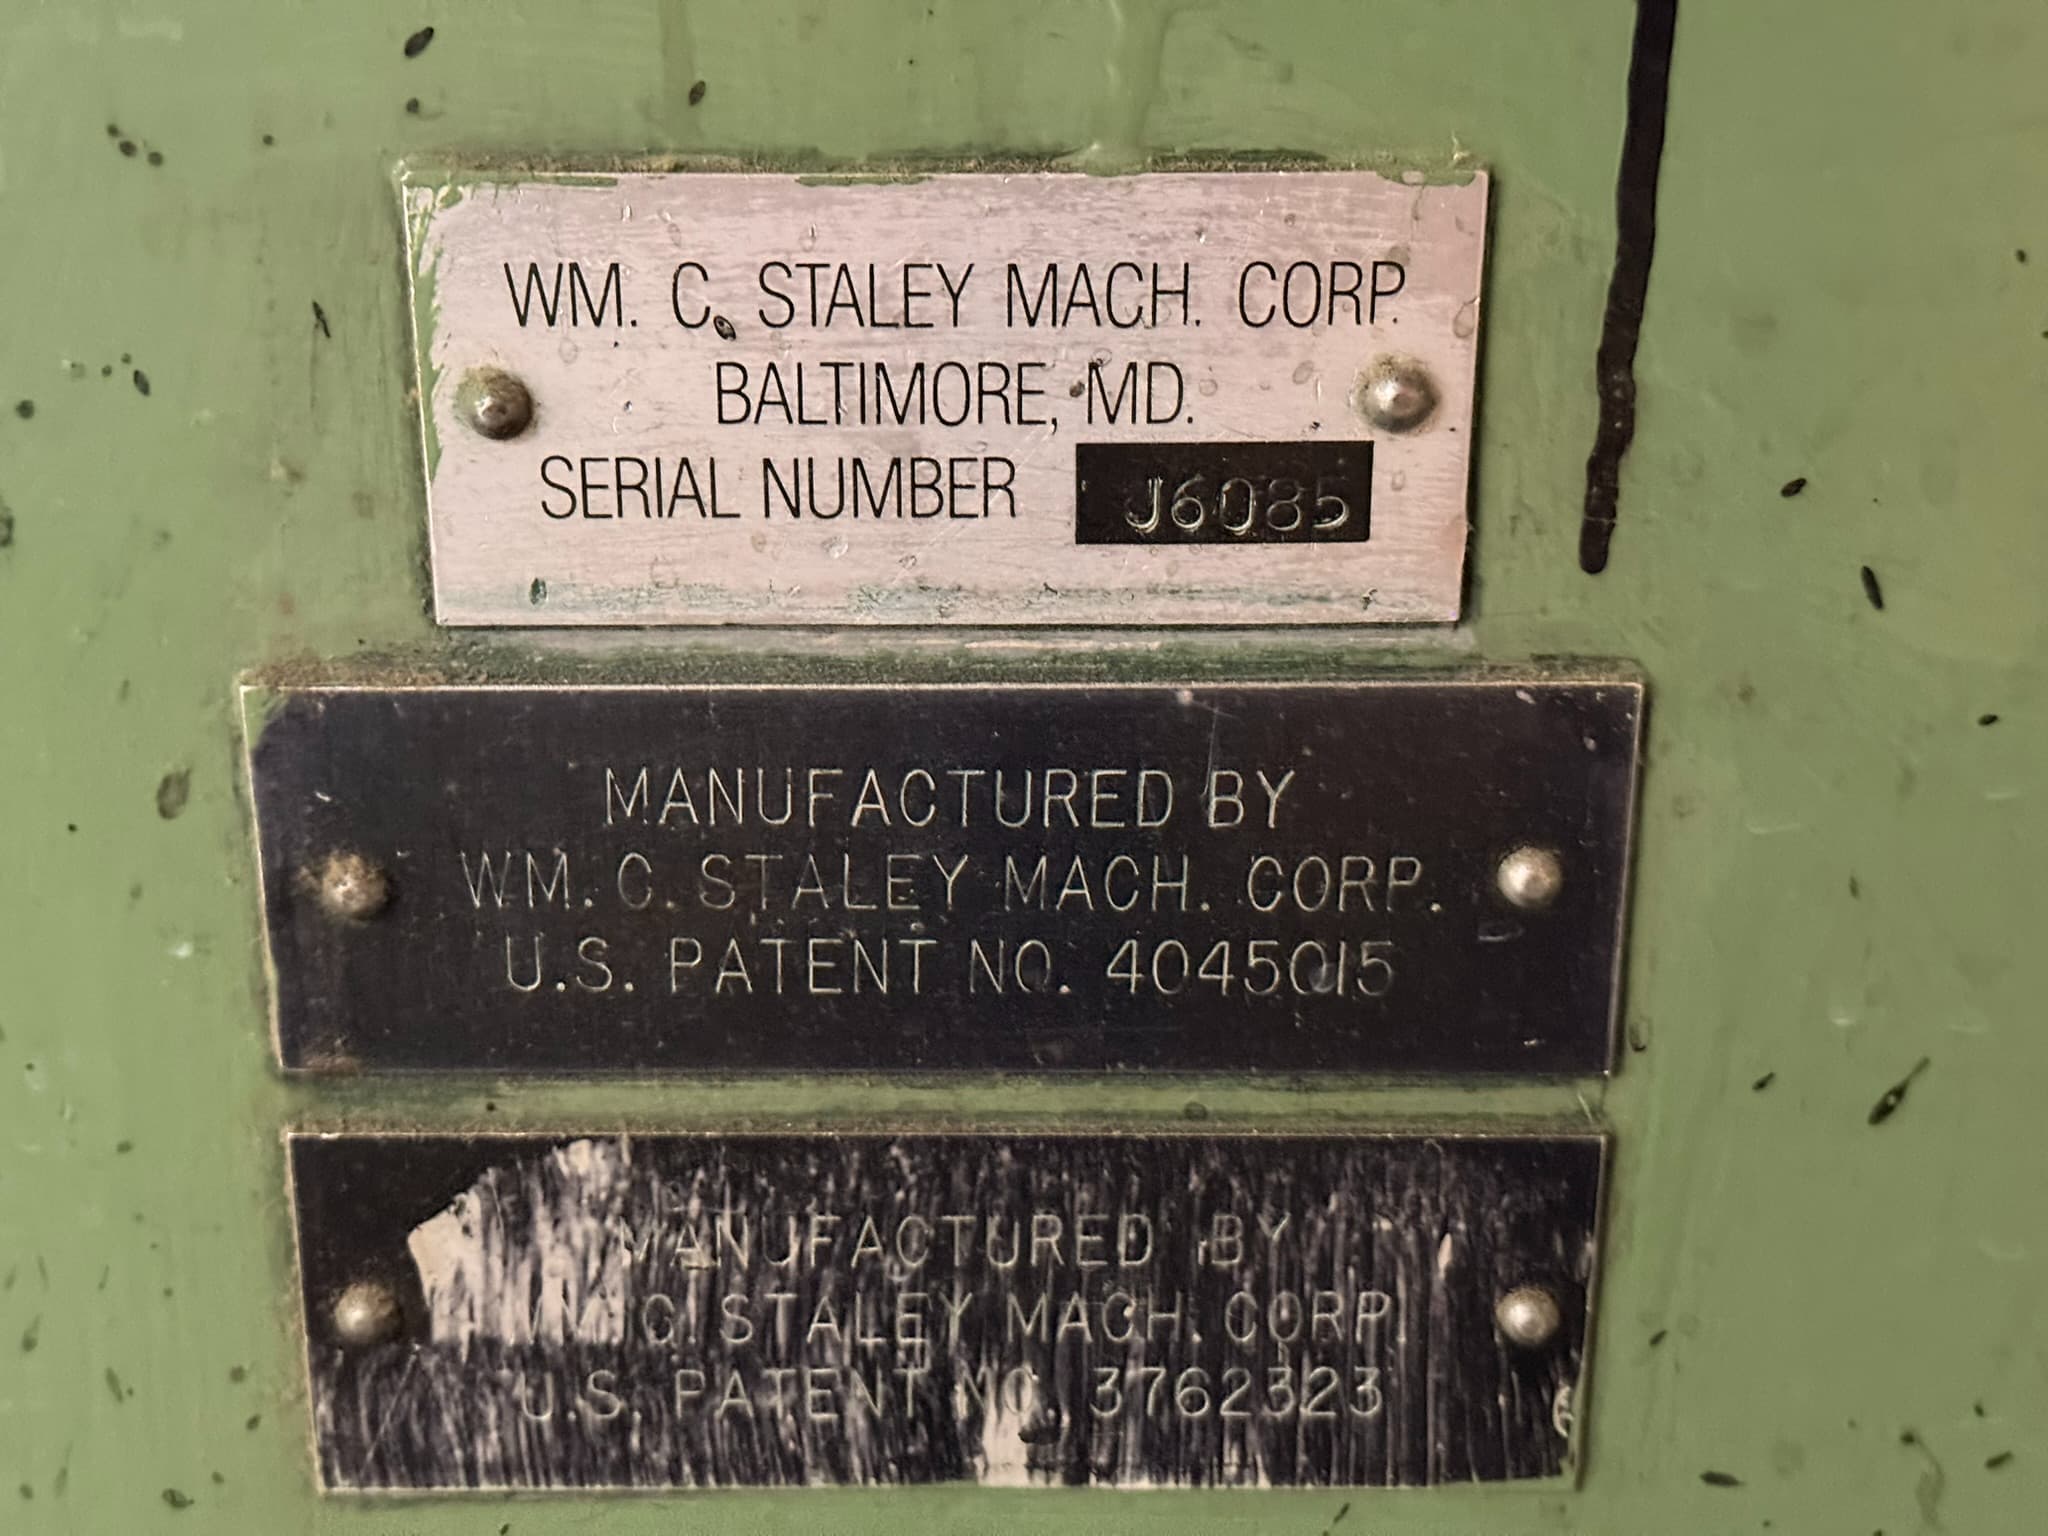 WM. C. STALEY MACH. CORP.
BALTIMORE, MD.
SERIAL NUMBER J6085
MANUFACTURED BY
WM. C. STALEY MACH. CORP.
U.S. PATENT NO. 4045015
MANUFACTURED BY
WM. C. STALEY MACH. CORP.
U.S. PATENT NO. 3762323